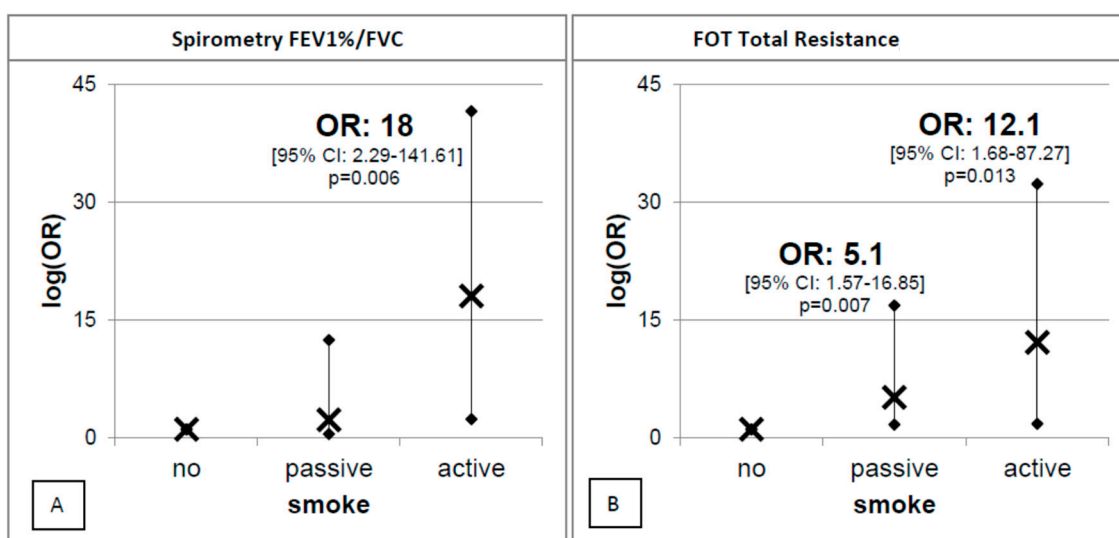 Spirometry FEV1%/FVC
45
30
15
0
log(OR)
OR: 18
[95% CI: 2.29-141.61]
p=0.006
no passive active
smoke
A
FOT Total Resistance
45
30
15
0
log(OR)
OR: 12.1
[95% CI: 1.68-87.27]
p=0.013
OR: 5.1
[95% CI: 1.57-16.85]
p=0.007
no passive active
smoke
B